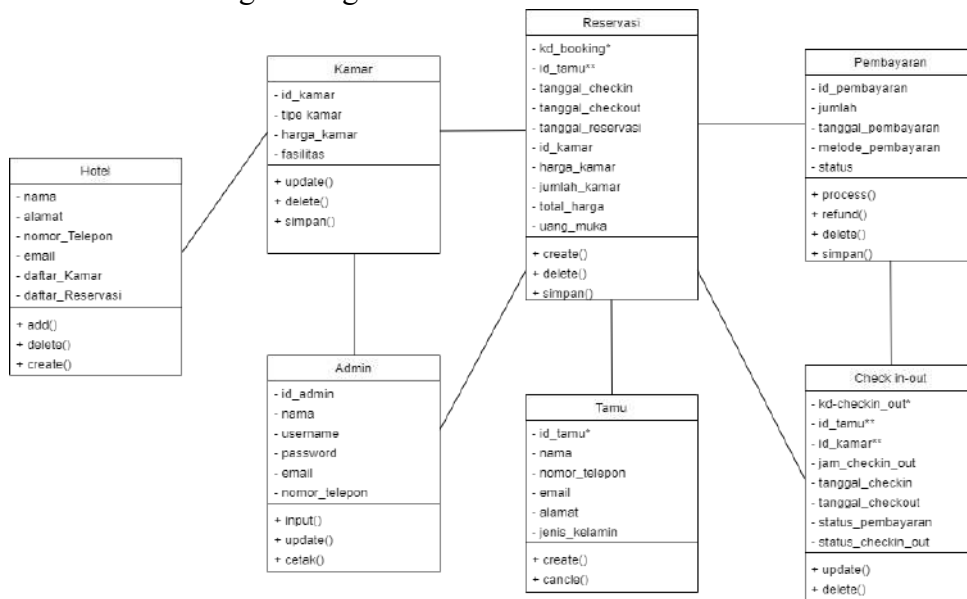 Reservasi
- kd_booking*
- id_tamu**
- tanggal_checkin
- tanggal_checkout
- tanggal_reservasi
- id_kamar
- harga_kamar
- jumlah_kamar
- total_harga
- uang_muka
+ create()
+ delete()
+ simpan()
Kamar
- id_kamar
- tipe kamar
- harga_kamar
- fasilitas
+ update()
+ delete()
+ simpan()
Pembayaran
- id_pembayaran
- jumlah
- tanggal_pembayaran
- metode_pembayaran
- status
+ process()
+ refund()
+ delete()
+ simpan()
Hotel
- nama
- alamat
- nomor_Telepon
- email
- daftar_Kamar
- daftar_Reservasi
+ add()
+ delete()
+ create()
Admin
- id_admin
- nama
- username
- password
- email
- nomor_telepon
+ input()
+ update()
+ cetak()
Tamu
- id_tamu*
- nama
- nomor_telepon
- email
- alamat
- jenis_kelamin
+ create()
+ cancle()
Check in-out
- kd-checkin_out*
- id_tamu**
- id_kamar**
- jam_checkin_out
- tanggal_checkin
- tanggal_checkout
- status_pembayaran
- status_checkin_out
+ update()
+ delete()